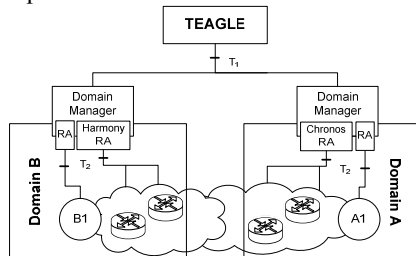 TEAGLE
T1
Domain
Manager
RA
Harmony
RA
T2
Domain B
B1
Domain
Manager
Chronos
RA
RA
T2
Domain A
A1